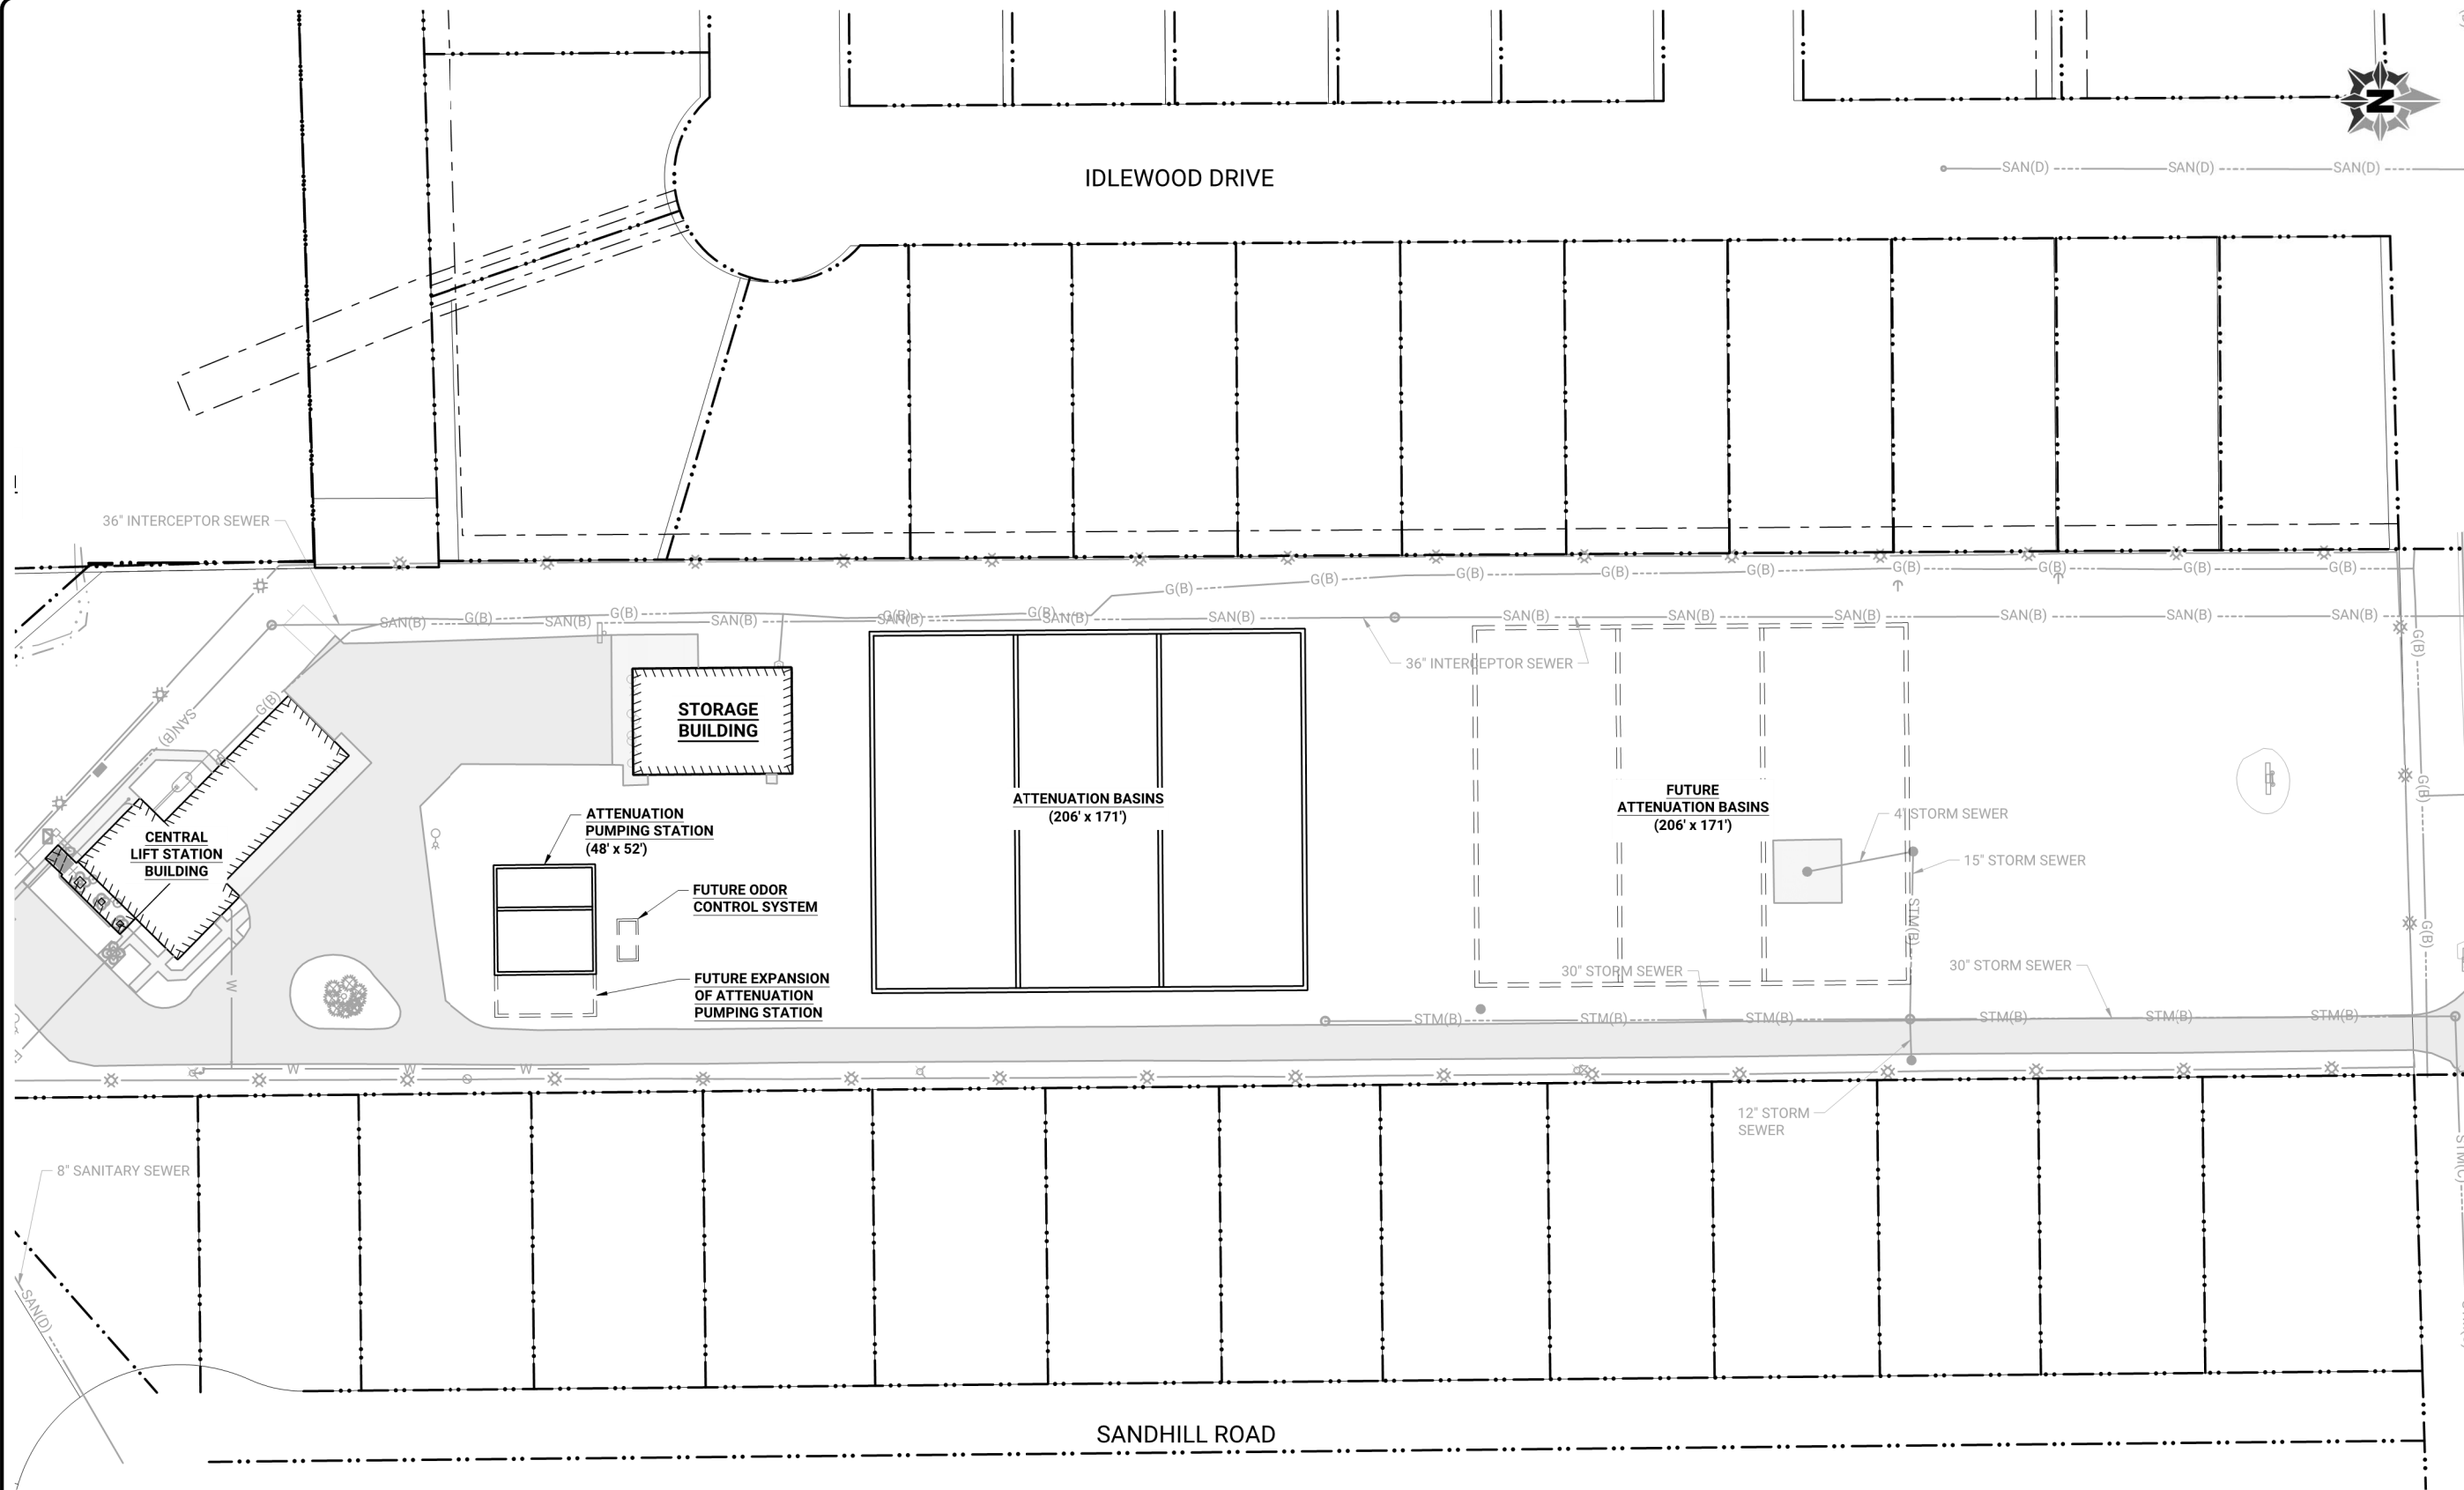 N
IDLEWOOD DRIVE
SAN(D)
SAN(D)
SAN(D)
36" INTERCEPTOR SEWER
G(B)
G(B)
G(B)
G(B)
G(B)
G(B)
G(B)
G(B)
G(B)
G(B)
G(B)
G(B)
G(B)
SAN(B)
SAN(B)
SAN(B)
SAN(B)
SAN(B)
SAN(B)
SAN(B)
SAN(B)
SAN(B)
SAN(B)
SAN(B)
SAN(B)
SAN(B)
G(B)
G(B)
G(B)
G(B)
36" INTERCEPTOR SEWER
STORAGE
BUILDING
CENTRAL
LIFT STATION
BUILDING
ATTENUATION
PUMPING STATION
(48' x 52')
ATTENUATION BASINS
(206' x 171')
FUTURE
ATTENUATION BASINS
(206' x 171')
4" STORM SEWER
15" STORM SEWER
STM(B)
FUTURE ODOR
CONTROL SYSTEM
FUTURE EXPANSION
OF ATTENUATION
PUMPING STATION
30" STORM SEWER
30" STORM SEWER
STM(B)
STM(B)
STM(B)
STM(B)
STM(B)
STM(B)
W
W
W
W
12" STORM
SEWER
8" SANITARY SEWER
SAN(D)
STM(C)
SANDHILL ROAD